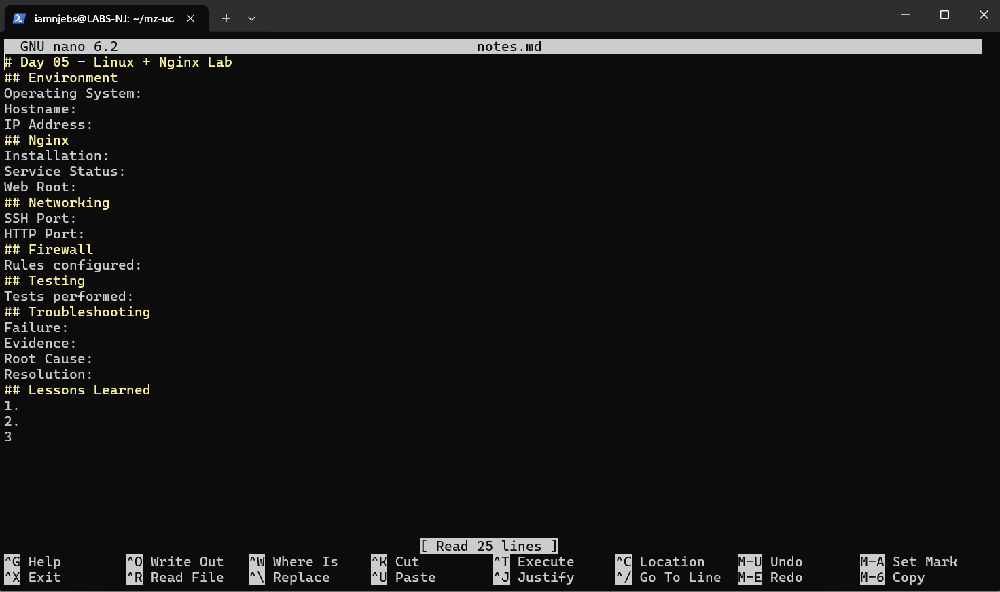 iamnjebs@LABS-NJ: ~/mz-uc
GNU nano 6.2 notes.md
# Day 05 - Linux + Nginx Lab
## Environment
Operating System:
Hostname:
IP Address:
## Nginx
Installation:
Service Status:
Web Root:
## Networking
SSH Port:
HTTP Port:
## Firewall
Rules configured:
## Testing
Tests performed:
## Troubleshooting
Failure:
Evidence:
Root Cause:
Resolution:
## Lessons Learned
1.
2.
3
[ Read 25 lines ]
^G Help ^O Write Out ^W Where Is ^K Cut ^T Execute ^C Location M-U Undo M-A Set Mark
^X Exit ^R Read File ^\ Replace ^U Paste ^J Justify ^/ Go To Line M-E Redo M-6 Copy